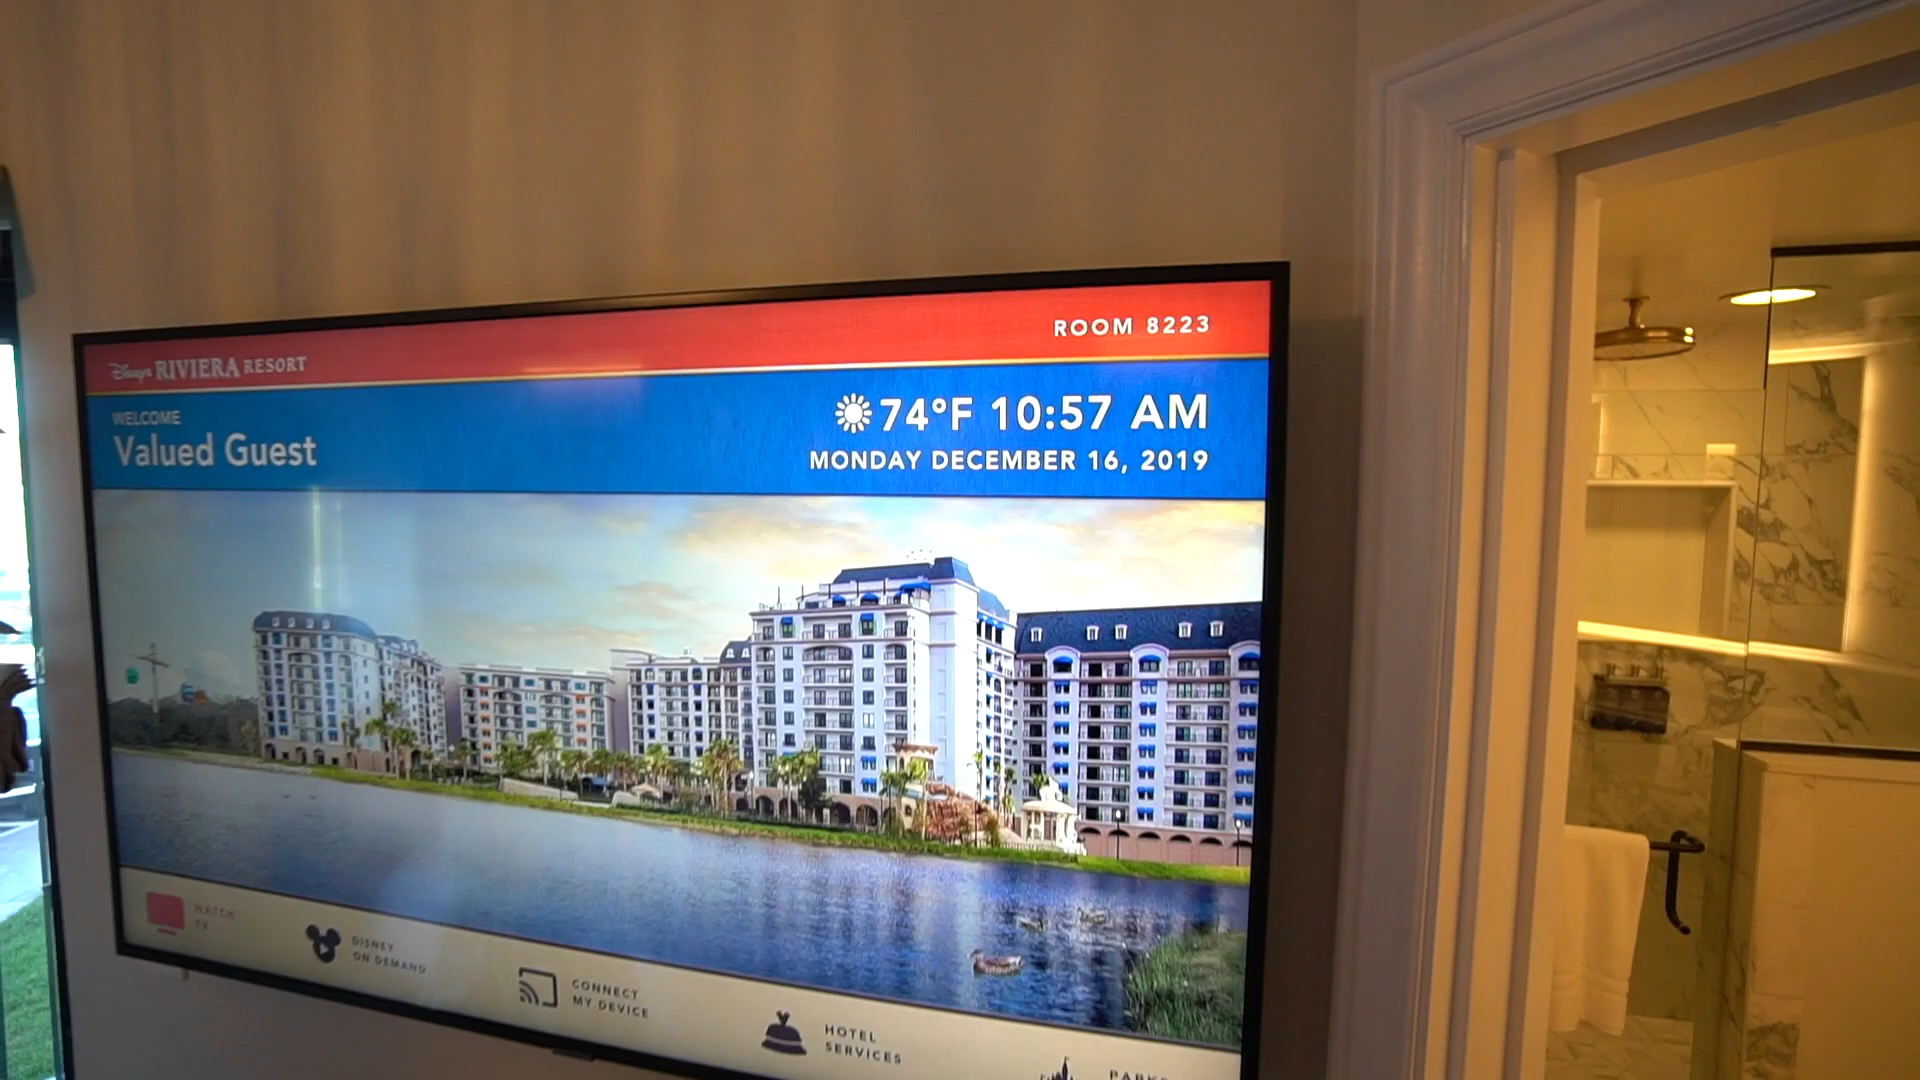 ROOM 8223
Disney's RIVIERA RESORT
WELCOME
Valued Guest
74°F 10:57 AM
MONDAY DECEMBER 16, 2019
WATCH
TV
DISNEY
ON DEMAND
CONNECT
MY DEVICE
HOTEL
SERVICES